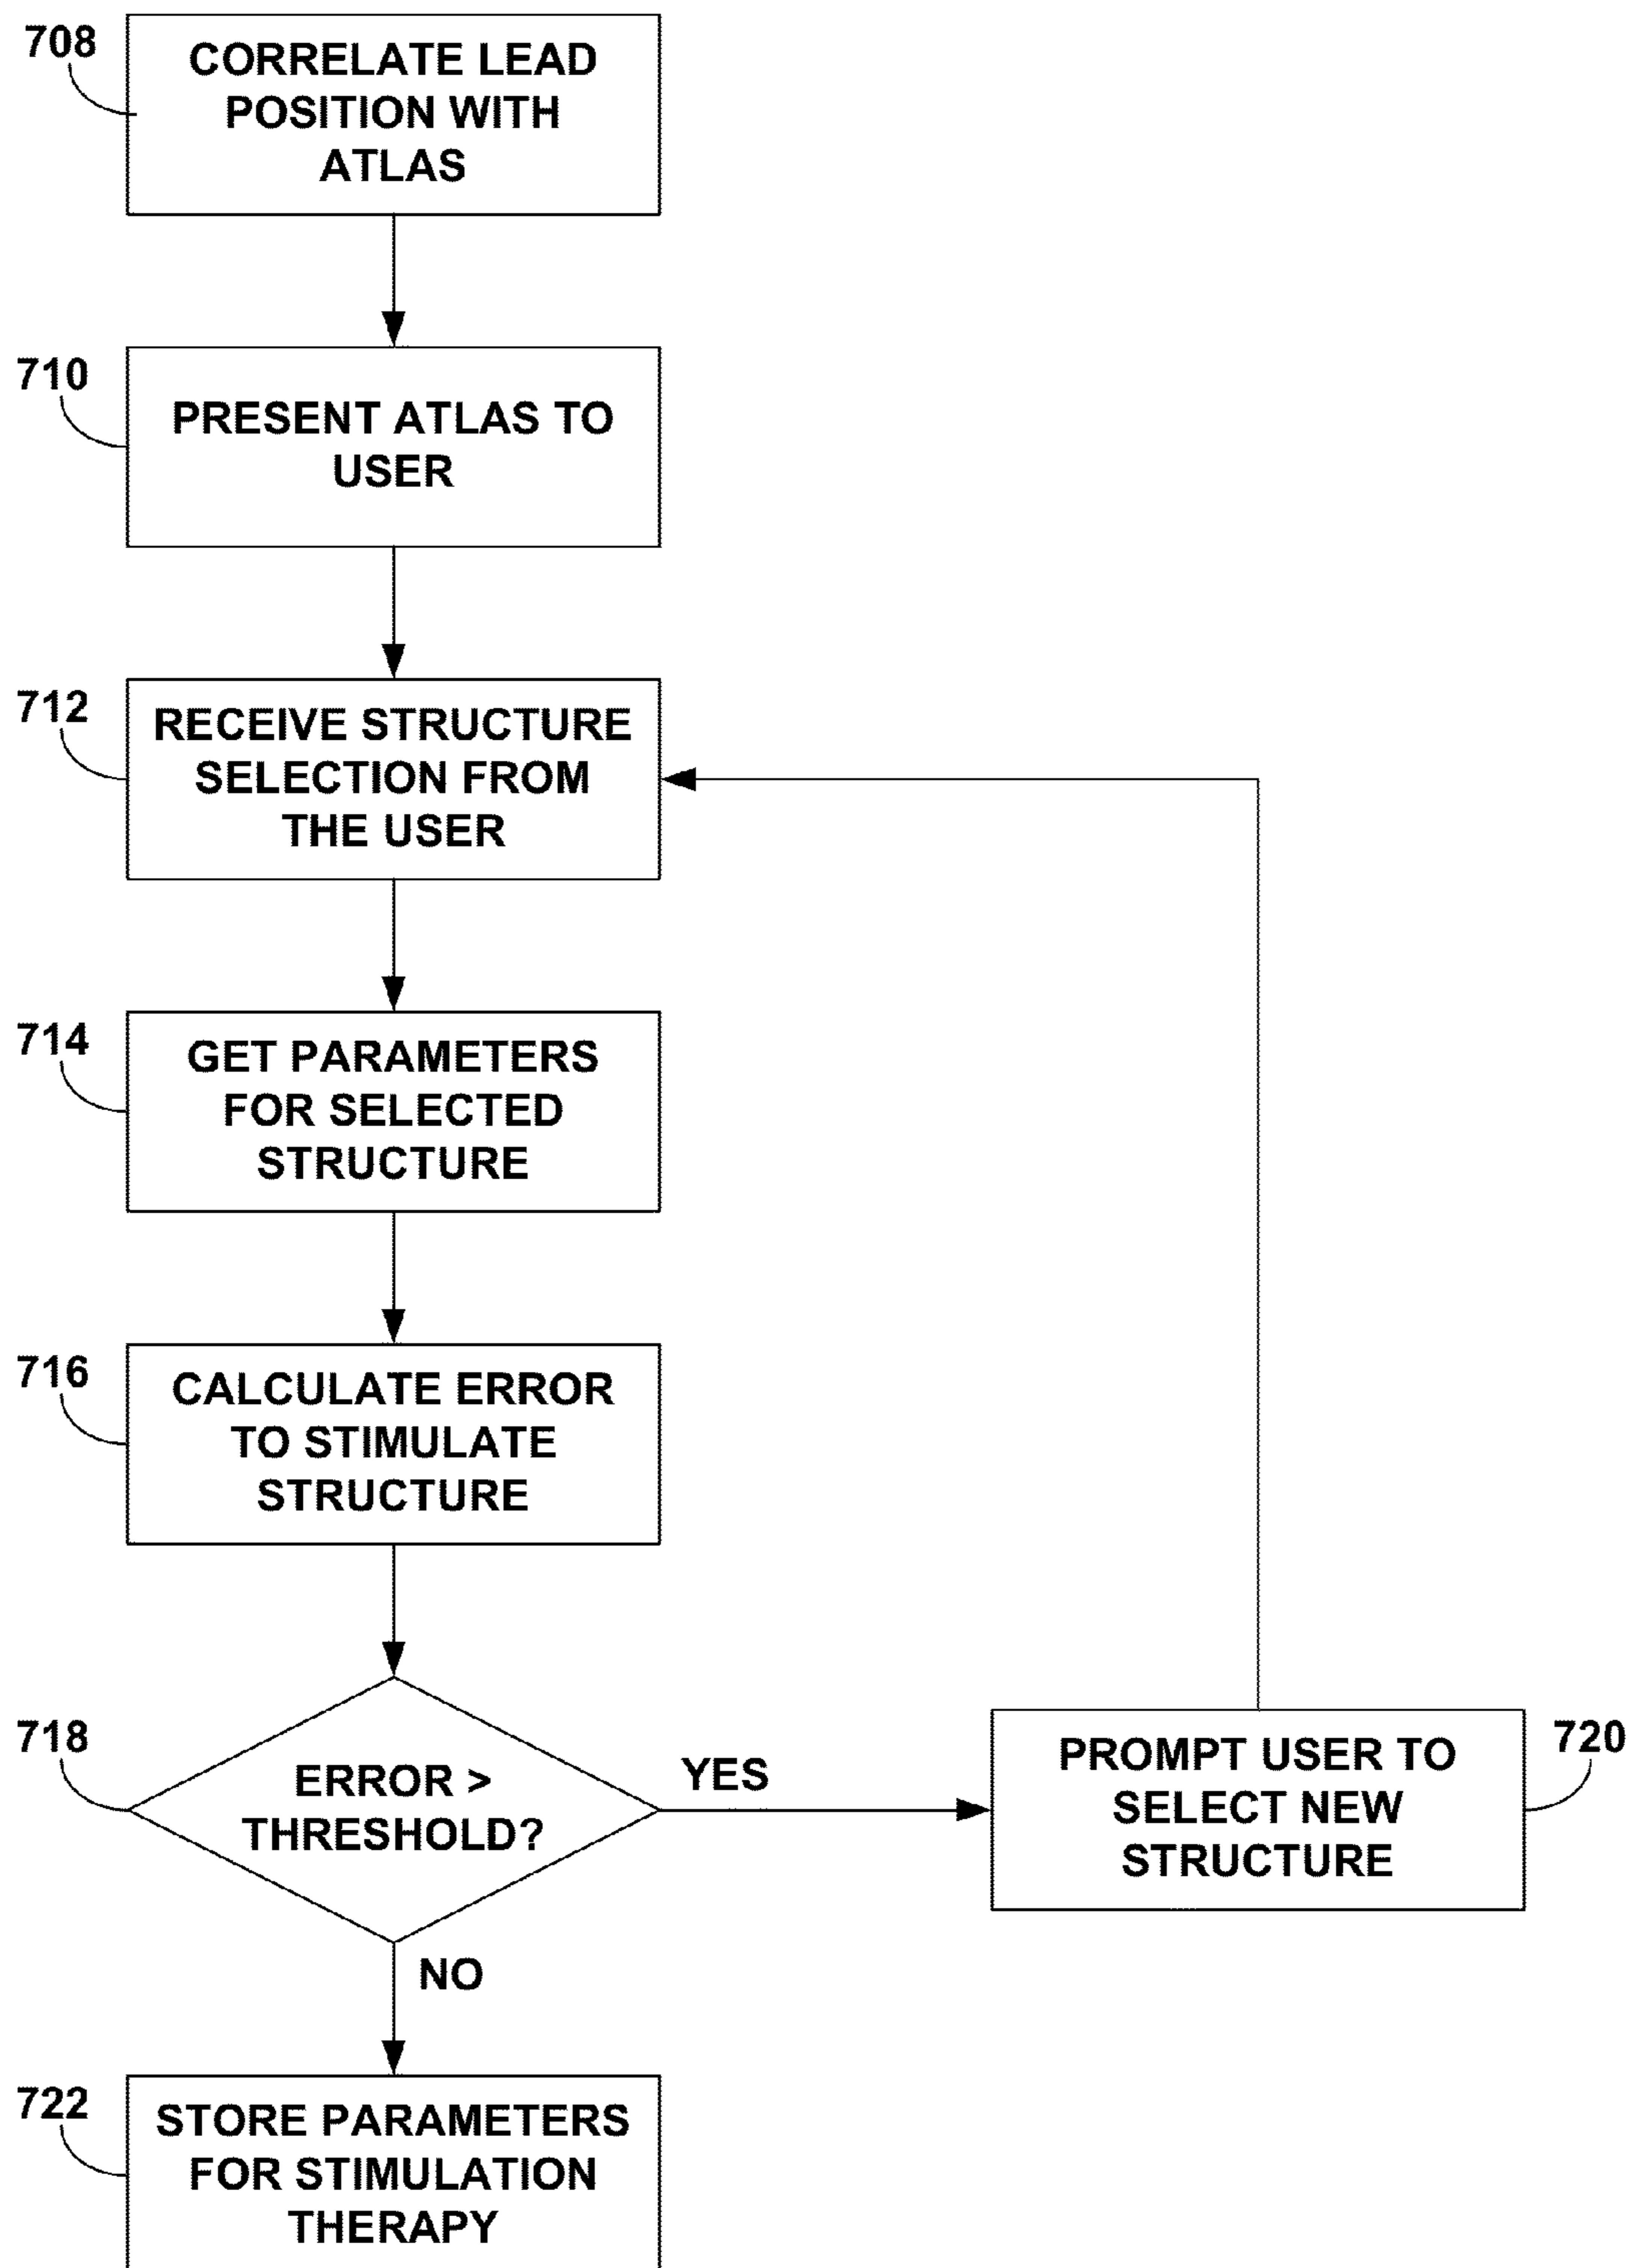 708
CORRELATE LEAD
POSITION WITH
ATLAS
710
PRESENT ATLAS TO
USER
712
RECEIVE STRUCTURE
SELECTION FROM
THE USER
714
GET PARAMETERS
FOR SELECTED
STRUCTURE
716
CALCULATE ERROR
TO STIMULATE
STRUCTURE
718
ERROR >
THRESHOLD?
YES
PROMPT USER TO
SELECT NEW
STRUCTURE
720
NO
722
STORE PARAMETERS
FOR STIMULATION
THERAPY